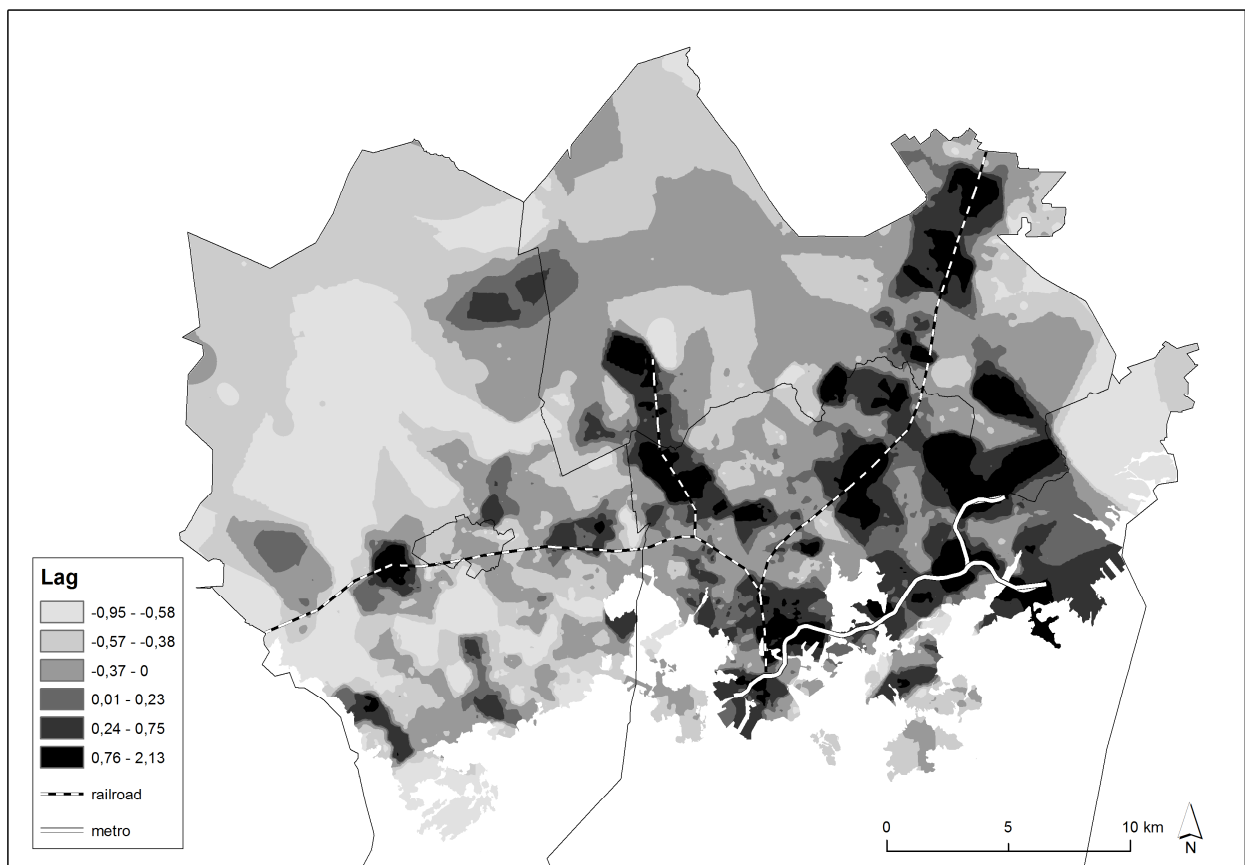 Lag
-0,95 - -0,58
-0,57 - -0,38
-0,37 - 0
0,01 - 0,23
0,24 - 0,75
0,76 - 2,13
railroad
metro
0 5 10 km
N